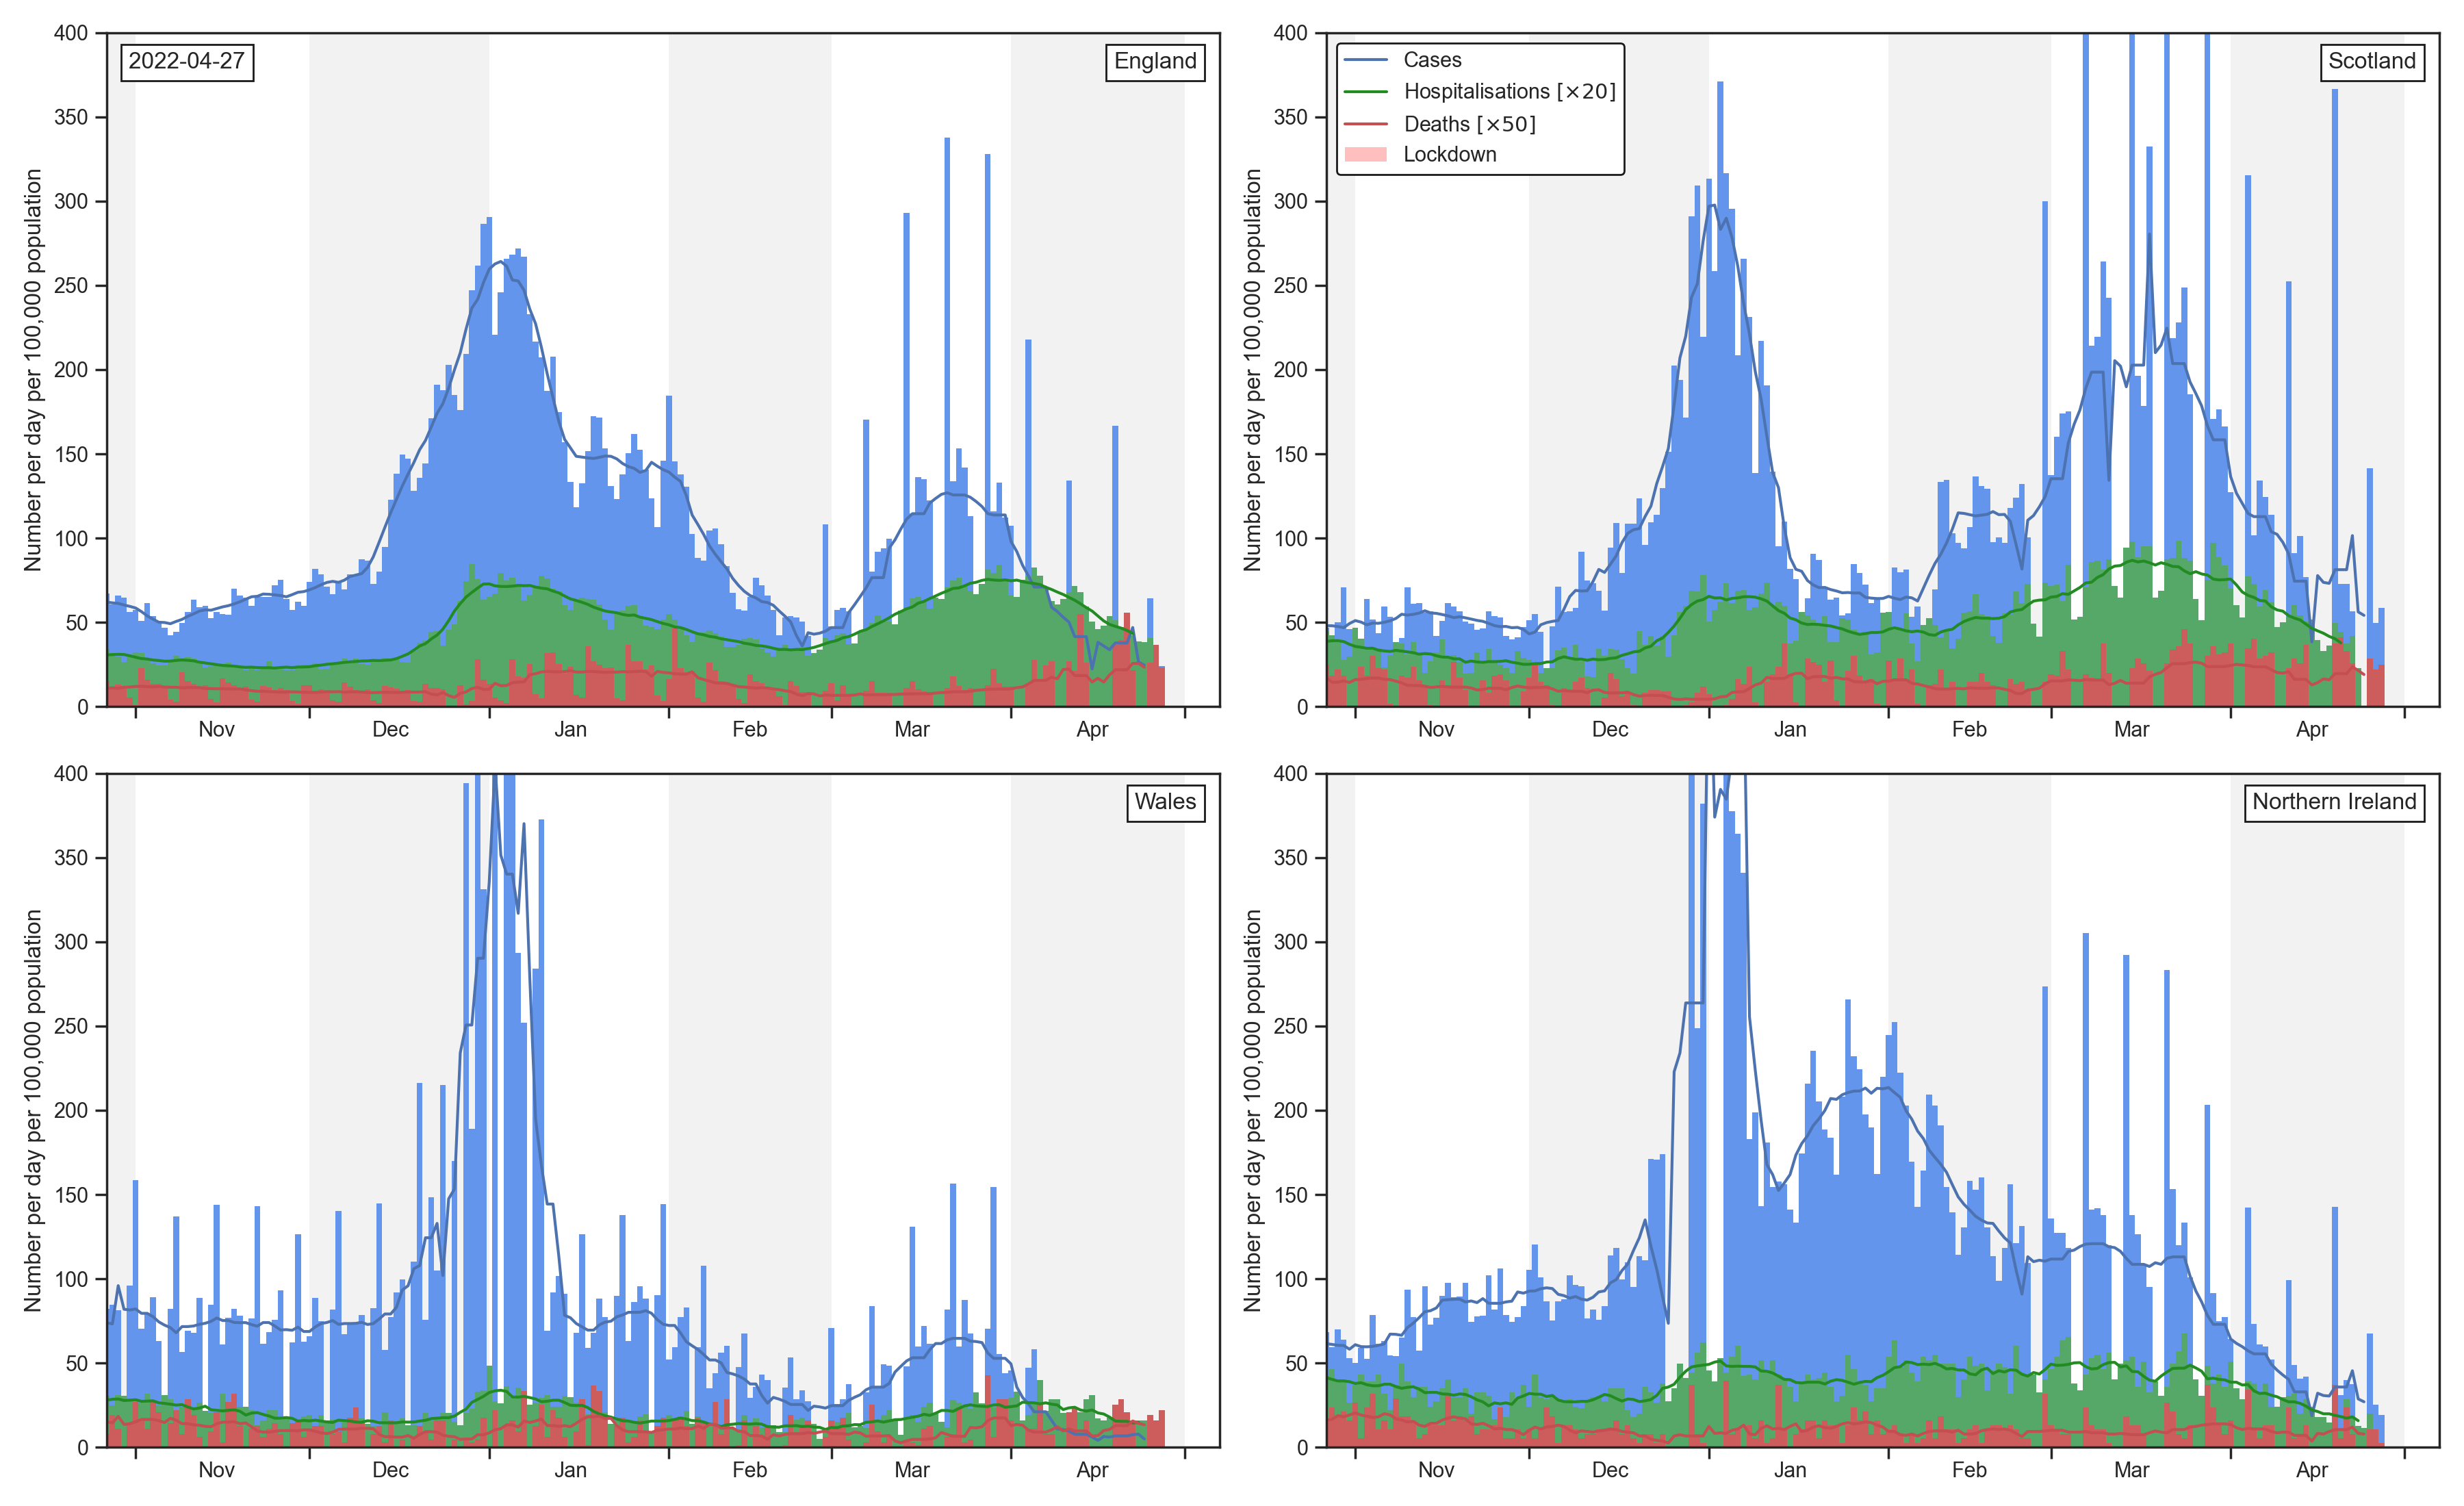 2022-04-27
England
Number per day per 100,000 population
400
350
300
250
200
150
100
50
0
Nov Dec Jan Feb Mar Apr
Scotland
Cases
Hospitalisations [×20]
Deaths [×50]
Lockdown
Number per day per 100,000 population
400
350
300
250
200
150
100
50
0
Nov Dec Jan Feb Mar Apr
Wales
Number per day per 100,000 population
400
350
300
250
200
150
100
50
0
Nov Dec Jan Feb Mar Apr
Northern Ireland
Number per day per 100,000 population
400
350
300
250
200
150
100
50
0
Nov Dec Jan Feb Mar Apr